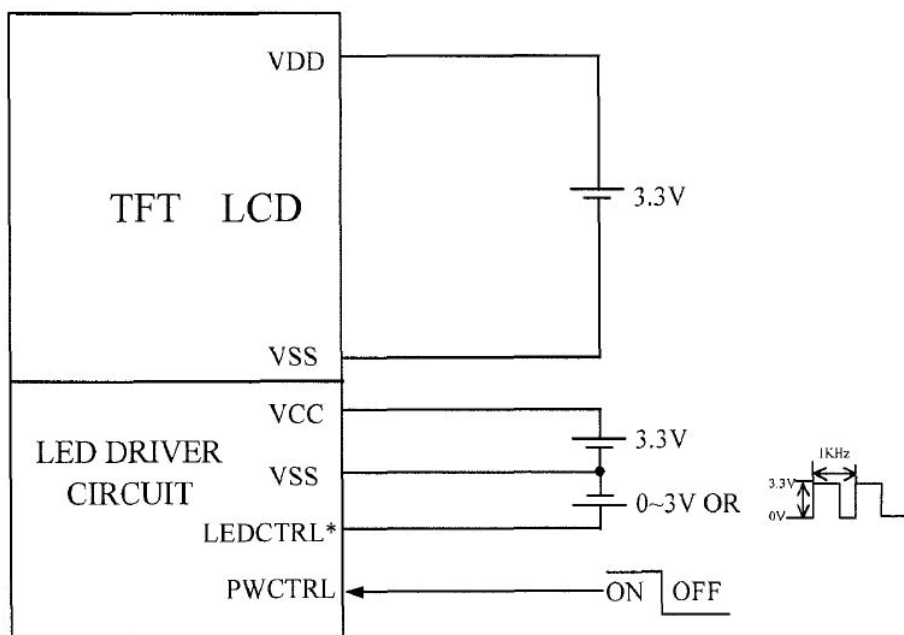 VDD
TFT LCD
3.3V
VSS
VCC
LED DRIVER
CIRCUIT
3.3V
VSS
1KHz
3.3V
0V
0~3V OR
LEDCTRL*
PWCTRL
ON OFF